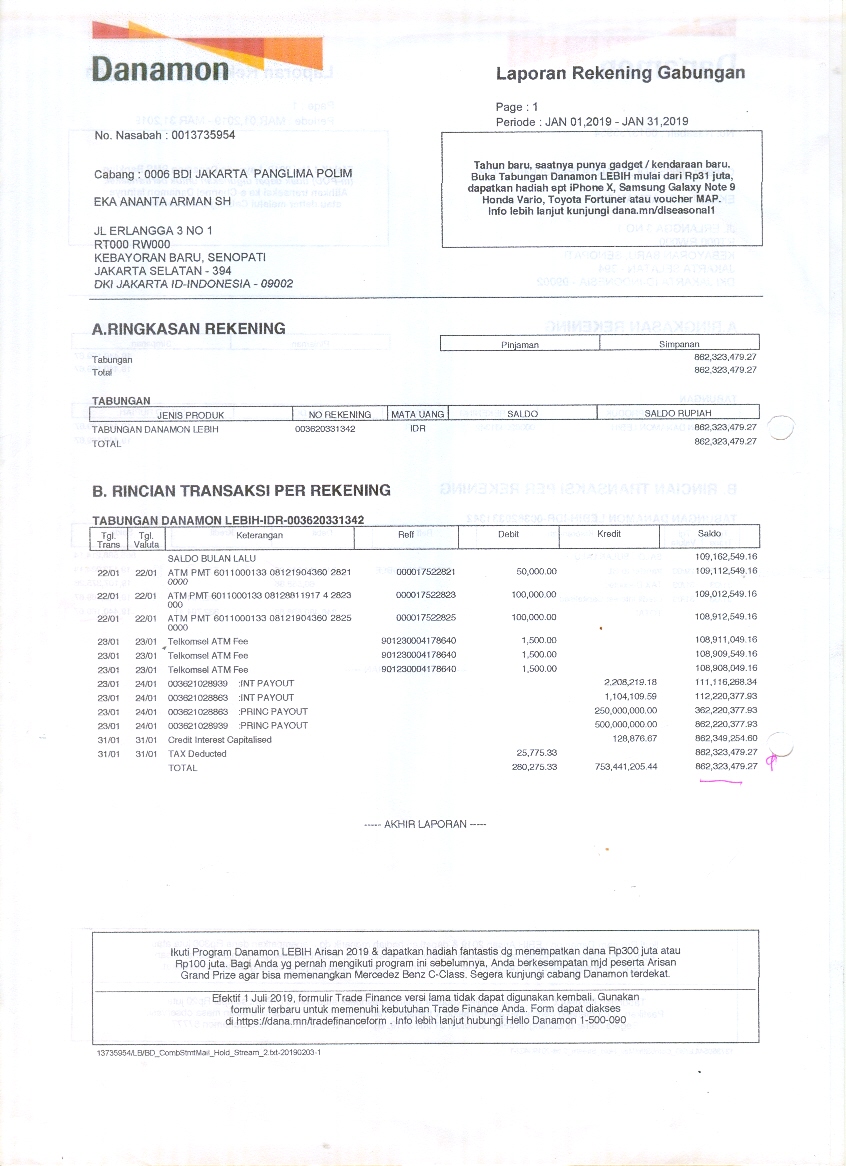 Danamon
Laporan Rekening Gabungan
Page : 1
Periode : JAN 01,2019 - JAN 31,2019
No. Nasabah : 0013735954
Cabang : 0006 BDI JAKARTA PANGLIMA POLIM
EKA ANANTA ARMAN SH
JL ERLANGGA 3 NO 1
RT000 RW000
KEBAYORAN BARU, SENOPATI
JAKARTA SELATAN - 394
DKI JAKARTA ID-INDONESIA - 09002
Tahun baru, saatnya punya gadget / kendaraan baru.
Buka Tabungan Danamon LEBIH mulai dari Rp31 juta,
dapatkan hadiah spt iPhone X, Samsung Galaxy Note 9
Honda Vario, Toyota Fortuner atau voucher MAP.
Info lebih lanjut kunjungi dana.mn/dlseasonal1
A.RINGKASAN REKENING
Pinjaman Simpanan
Tabungan 862,323,479.27
Total 862,323,479.27
TABUNGAN
JENIS PRODUK NO REKENING MATA UANG SALDO SALDO RUPIAH
TABUNGAN DANAMON LEBIH 003620331342 IDR 862,323,479.27
TOTAL 862,323,479.27
B. RINCIAN TRANSAKSI PER REKENING
TABUNGAN DANAMON LEBIH-IDR-003620331342
Tgl. Trans Tgl. Valuta Keterangan Reff Debit Kredit Saldo
SALDO BULAN LALU 109,162,549.16
22/01 22/01 ATM PMT 6011000133 08121904360 2821 000017522821 50,000.00 109,112,549.16
0000
22/01 22/01 ATM PMT 6011000133 08128811917 4 2823 000017522823 100,000.00 109,012,549.16
000
22/01 22/01 ATM PMT 6011000133 08121904360 2825 000017522825 100,000.00 108,912,549.16
0000
23/01 23/01 Telkomsel ATM Fee 901230004178640 1,500.00 108,911,049.16
23/01 23/01 Telkomsel ATM Fee 901230004178640 1,500.00 108,909,549.16
23/01 23/01 Telkomsel ATM Fee 901230004178640 1,500.00 108,908,049.16
23/01 24/01 003621028939 :INT PAYOUT 2,208,219.18 111,116,268.34
23/01 24/01 003621028863 :INT PAYOUT 1,104,109.59 112,220,377.93
23/01 24/01 003621028863 :PRINC PAYOUT 250,000,000.00 362,220,377.93
23/01 24/01 003621028939 :PRINC PAYOUT 500,000,000.00 862,220,377.93
31/01 31/01 Credit Interest Capitalised 128,876.67 862,349,254.60
31/01 31/01 TAX Deducted 25,775.33 862,323,479.27
TOTAL 280,275.33 753,441,205.44 862,323,479.27
----- AKHIR LAPORAN -----
Ikuti Program Danamon LEBIH Arisan 2019 & dapatkan hadiah fantastis dg menempatkan dana Rp300 juta atau
Rp100 juta. Bagi Anda yg pernah mengikuti program ini sebelumnya, Anda berkesempatan mjd peserta Arisan
Grand Prize agar bisa memenangkan Mercedez Benz C-Class. Segera kunjungi cabang Danamon terdekat.
Efektif 1 Juli 2019, formulir Trade Finance versi lama tidak dapat digunakan kembali. Gunakan
formulir terbaru untuk memenuhi kebutuhan Trade Finance Anda. Form dapat diakses
di https://dana.mn/tradefinanceform . Info lebih lanjut hubungi Hello Danamon 1-500-090
13735954/LB/BD_CombStmtMail_Hold_Stream_2.txt-20190203-1